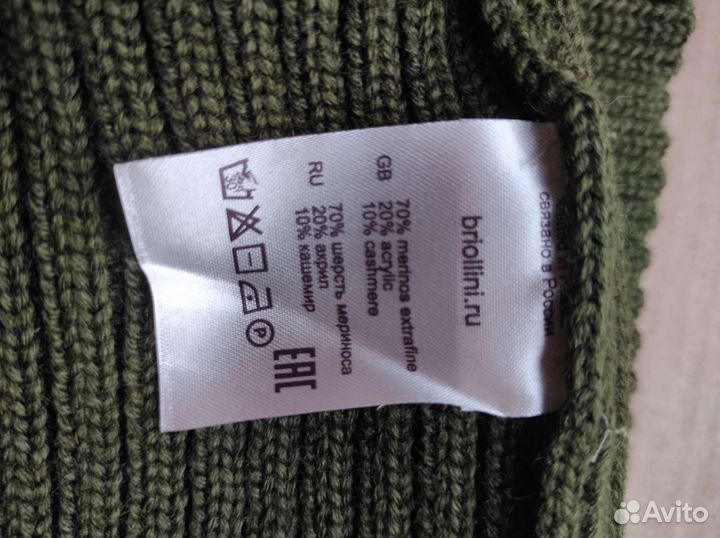 связано в России
briollini.ru
GB
70% merinos extrafine
20% acrylic
10% cashmere
RU
70% шерсть мериноса
20% акрил
10% кашемир
30
P
EAC
Avito